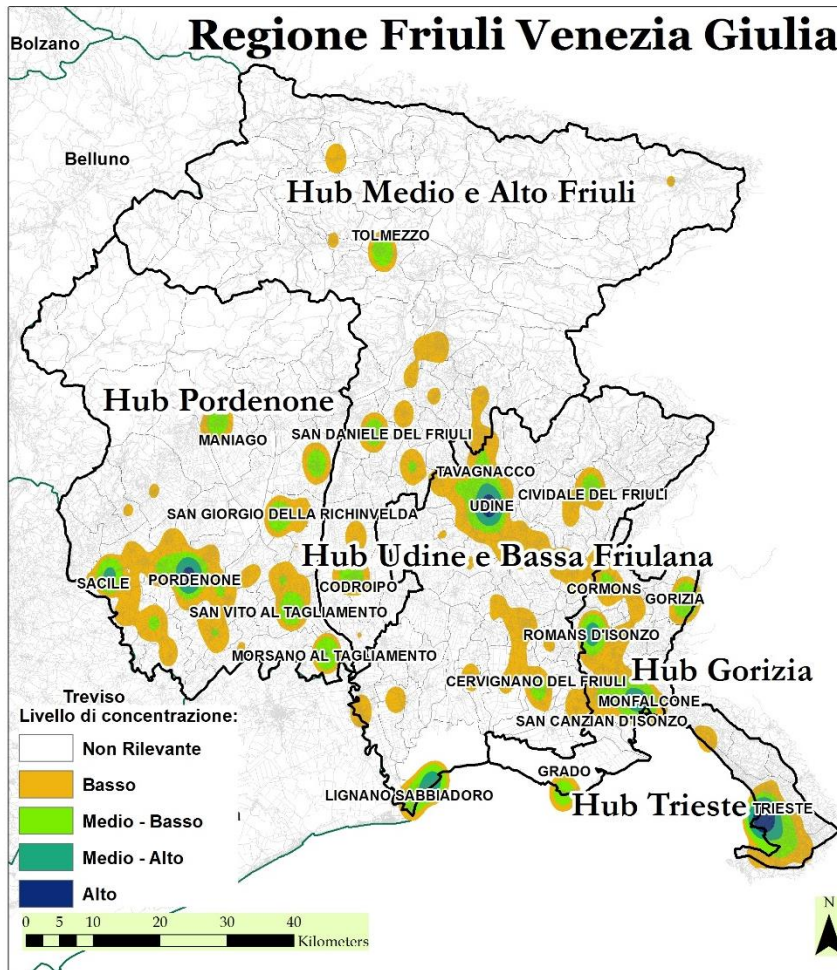 Regione Friuli Venezia Giulia
Bolzano
Belluno
Hub Medio e Alto Friuli
TOLMEZZO
Hub Pordenone
MANIAGO
SAN DANIELE DEL FRIULI
TAVAGNACCO
CIVIDALE DEL FRIULI
UDINE
SAN GIORGIO DELLA RICHINVELDA
Hub Udine e Bassa Friulana
SACILE
PORDENONE
CODROIPO
CORMONS
GORIZIA
SAN VITO AL TAGLIAMENTO
ROMANS D'ISONZO
MORSANO AL TAGLIAMENTO
Hub Gorizia
CERVIGNANO DEL FRIULI
MONFALCONE
SAN CANZIAN D'ISONZO
Treviso
Livello di concentrazione:
Non Rilevante
Basso
Medio - Basso
Medio - Alto
Alto
GRADO
LIGNANO SABBIADORO
Hub Trieste
TRIESTE
0 5 10 20 30 40
Kilometers
N